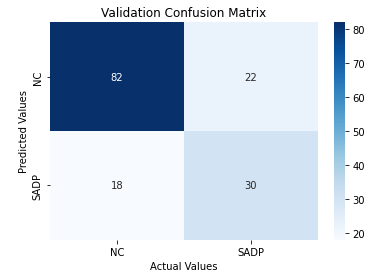 Validation Confusion Matrix
Predicted Values
NC
82
22
SADP
18
30
NC
SADP
Actual Values
80
70
60
50
40
30
20